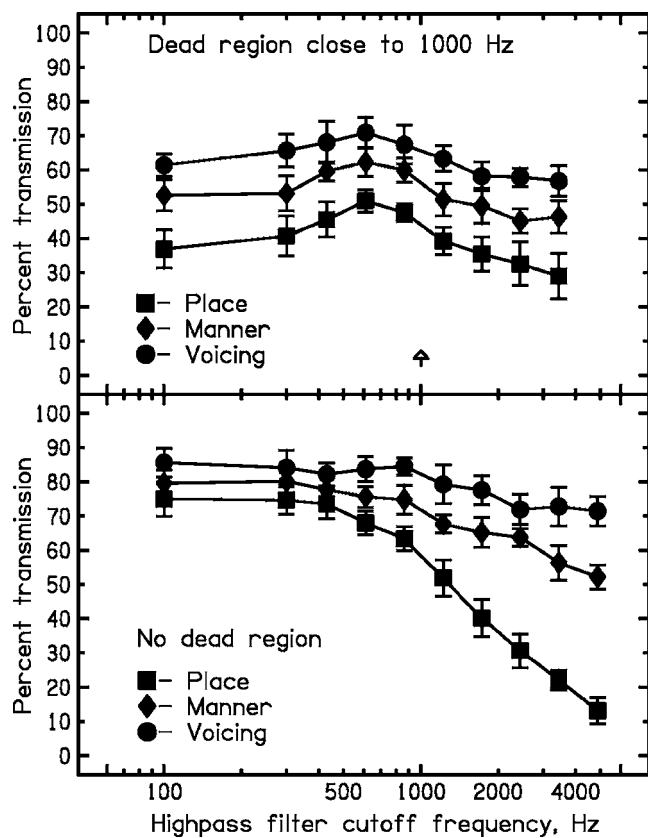 Dead region close to 1000 Hz
Percent transmission
100
90
80
70
60
50
40
30
20
10
0
■- Place
◆- Manner
●- Voicing
Percent transmission
100
90
80
70
60
50
40
30
20
10
0
No dead region
■- Place
◆- Manner
●- Voicing
100 500 1000 2000 4000
Highpass filter cutoff frequency, Hz